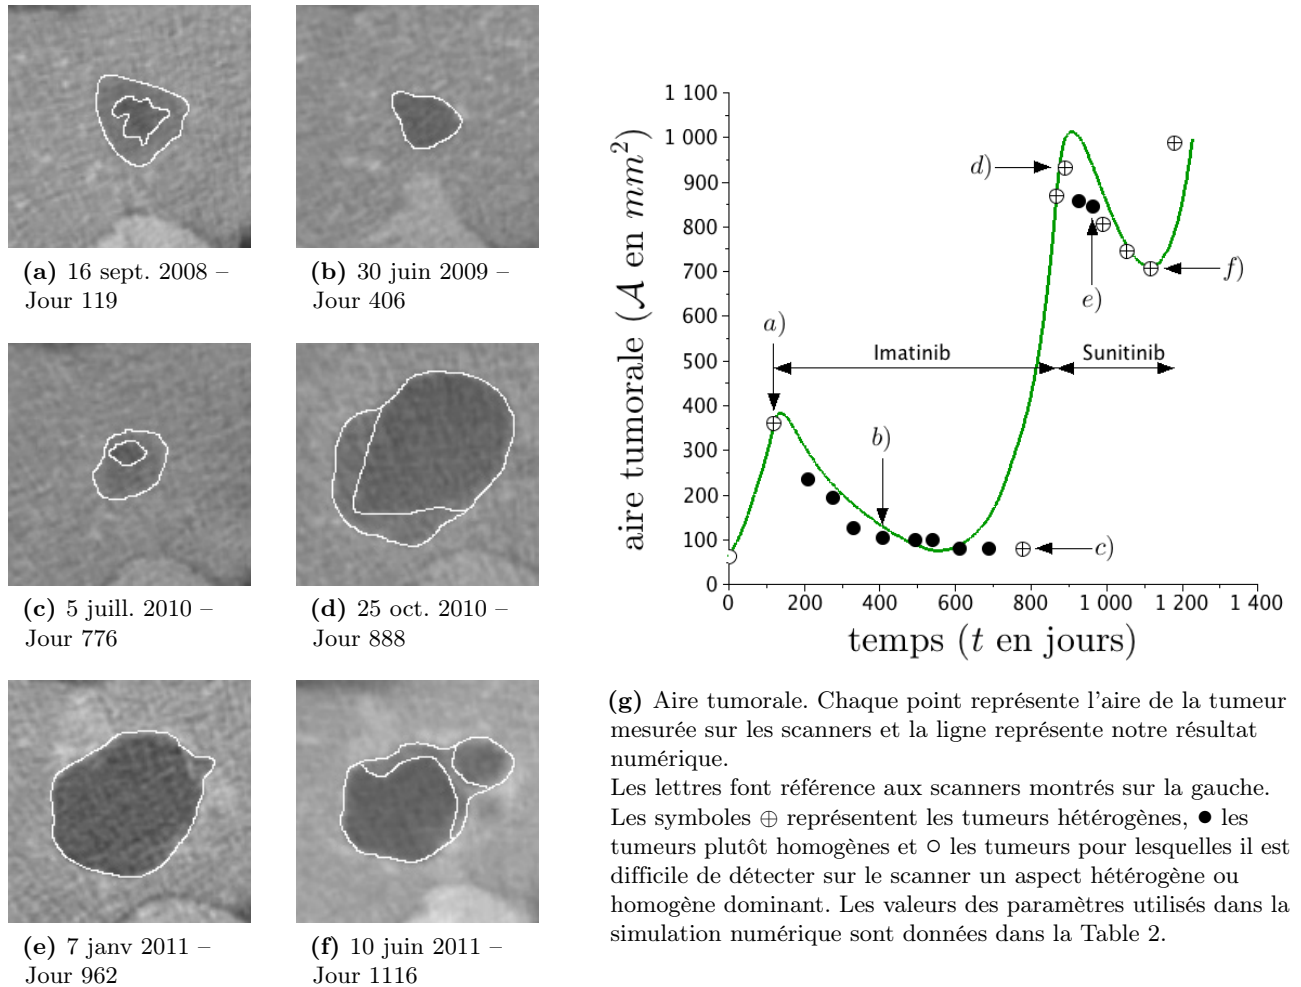 (a) 16 sept. 2008 –
Jour 119
(b) 30 juin 2009 –
Jour 406
(c) 5 juill. 2010 –
Jour 776
(d) 25 oct. 2010 –
Jour 888
(e) 7 janv 2011 –
Jour 962
(f) 10 juin 2011 –
Jour 1116
aire tumorale (𝒜 en mm²)
1 100
1 000
900
800
700
600
500
400
300
200
100
0
d)
e)
f)
a)
Imatinib
Sunitinib
b)
c)
0 200 400 600 800 1 000 1 200 1 400
temps (t en jours)
(g) Aire tumorale. Chaque point représente l'aire de la tumeur
mesurée sur les scanners et la ligne représente notre résultat
numérique.
Les lettres font référence aux scanners montrés sur la gauche.
Les symboles ⊕ représentent les tumeurs hétérogènes, ● les
tumeurs plutôt homogènes et ○ les tumeurs pour lesquelles il est
difficile de détecter sur le scanner un aspect hétérogène ou
homogène dominant. Les valeurs des paramètres utilisés dans la
simulation numérique sont données dans la Table 2.